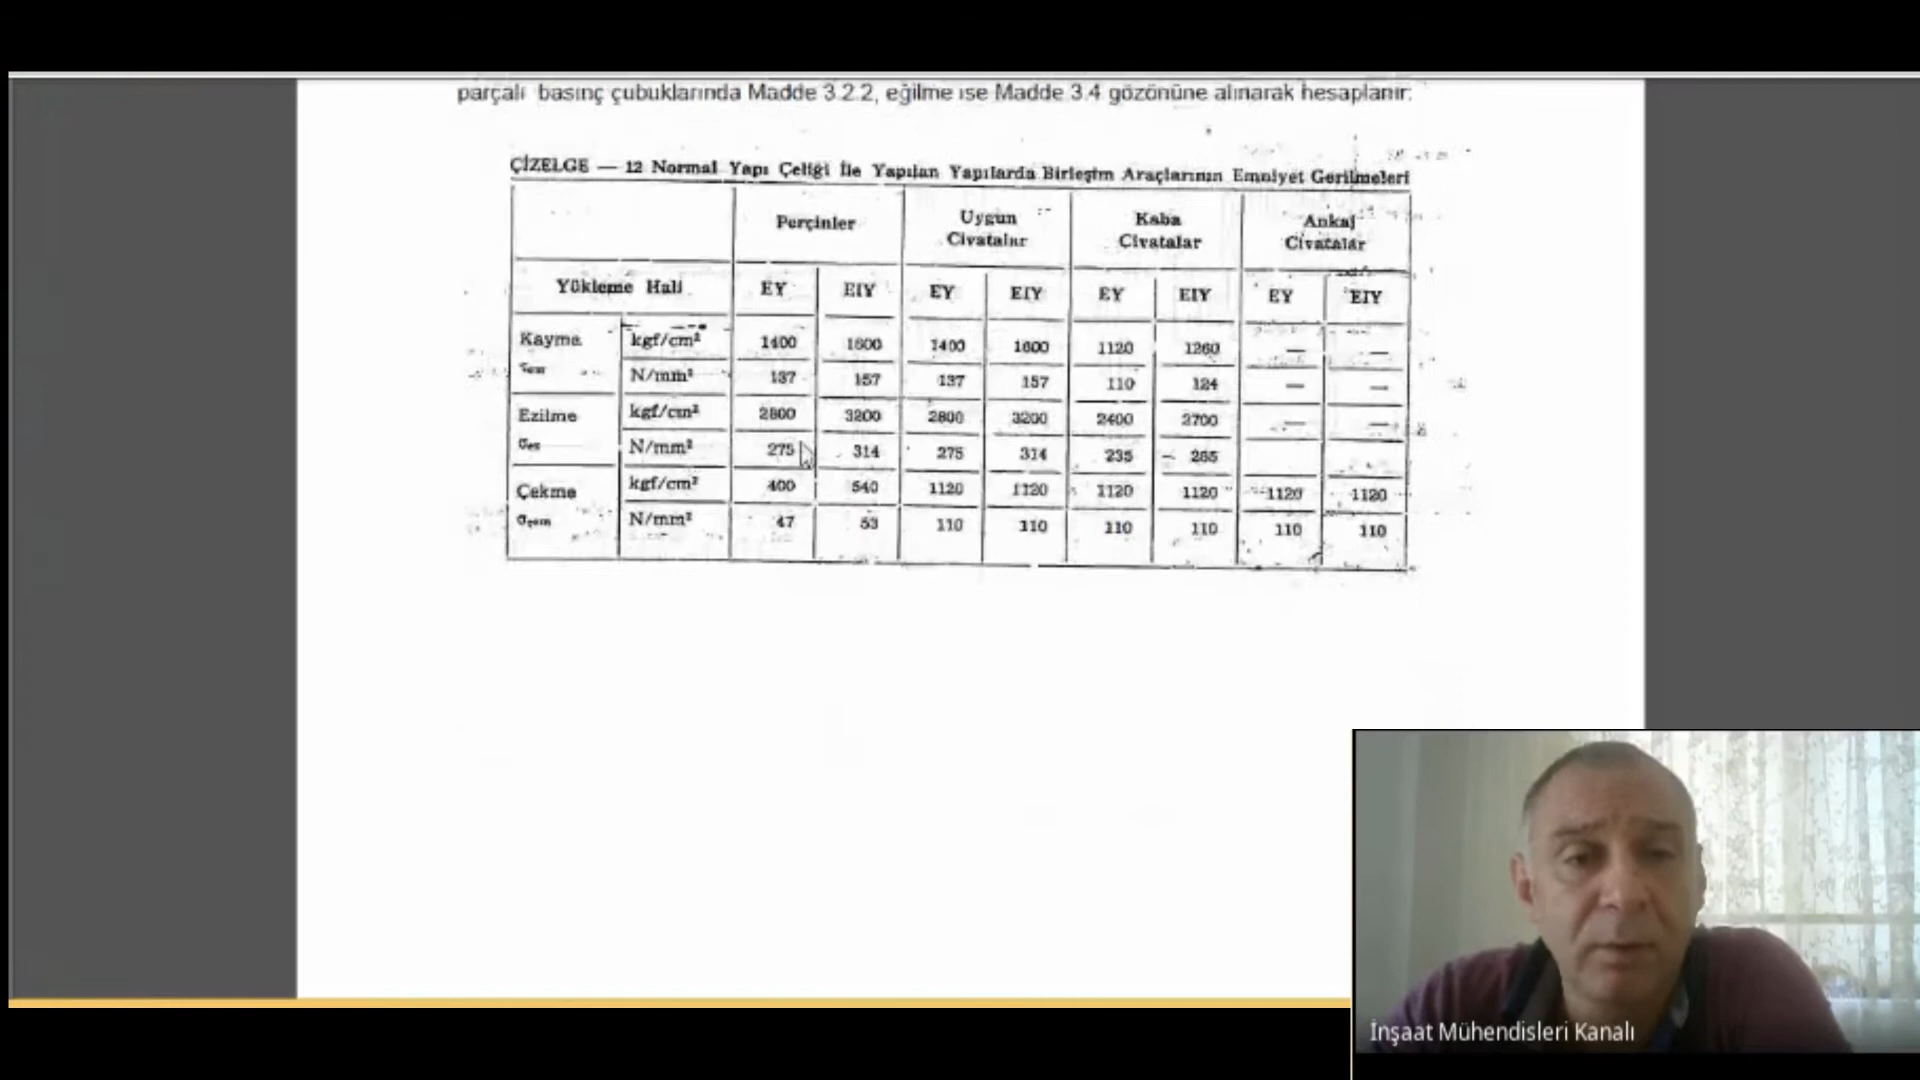 parçalı basınç çubuklarında Madde 3.2.2, eğilme ise Madde 3.4 gözönüne alınarak hesaplanır.
ÇİZELGE — 12 Normal Yapı Çeliği İle Yapılan Yapılarda Birleşim Araçlarının Emniyet Gerilmeleri
Perçinler Uygun Civatalar Kaba Civatalar Ankaj Civatalar
Yükleme Hali EY EIY EY EIY EY EIY EY EIY
Kayma kgf/cm² 1400 1600 1400 1600 1120 1260 — —
N/mm² 137 157 137 157 110 124 — —
Ezilme kgf/cm² 2800 3200 2800 3200 2400 2700 — —
N/mm² 275 314 275 314 235 265
Çekme kgf/cm² 400 540 1120 1120 1120 1120 1120 1120
σçem N/mm² 47 53 110 110 110 110 110 110
İnşaat Mühendisleri Kanalı